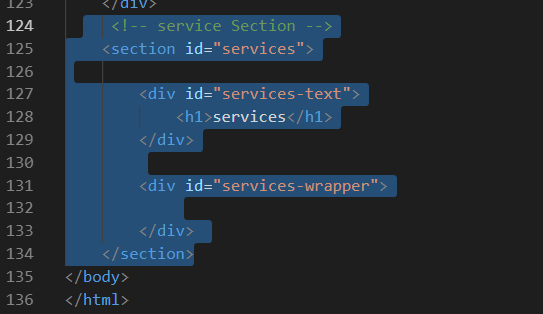 123 </div>
124 <!-- service Section -->
125 <section id="services">
126
127 <div id="services-text">
128 <h1>services</h1>
129 </div>
130
131 <div id="services-wrapper">
132
133 </div>
134 </section>
135 </body>
136 </html>